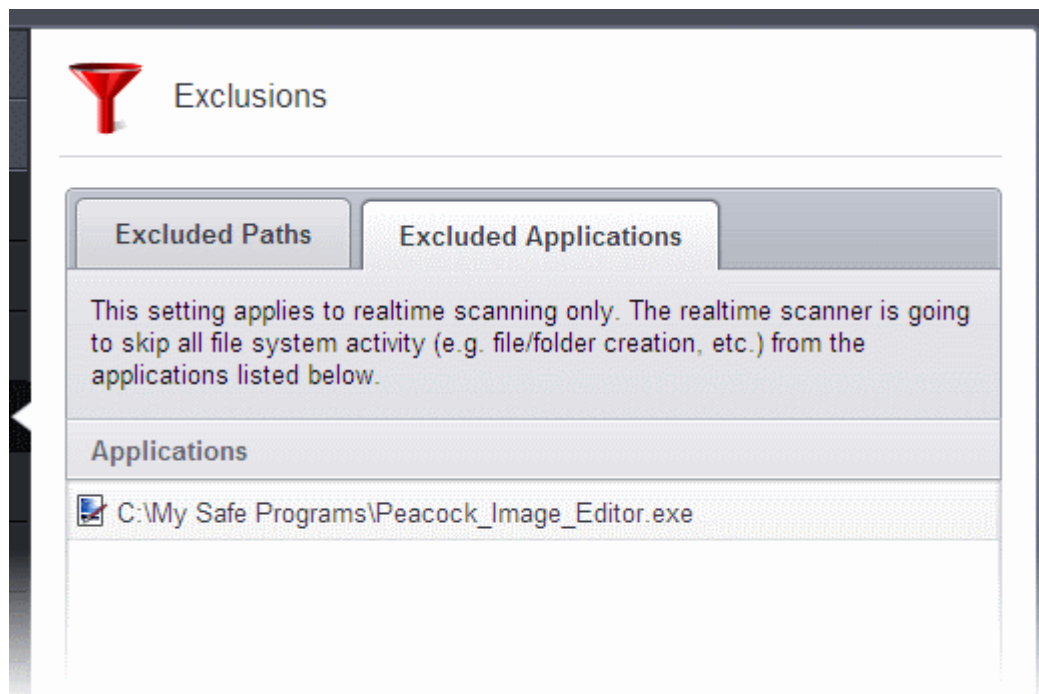 Exclusions
Excluded Paths
Excluded Applications
This setting applies to realtime scanning only. The realtime scanner is going
to skip all file system activity (e.g. file/folder creation, etc.) from the
applications listed below.
Applications
C:\My Safe Programs\Peacock_Image_Editor.exe